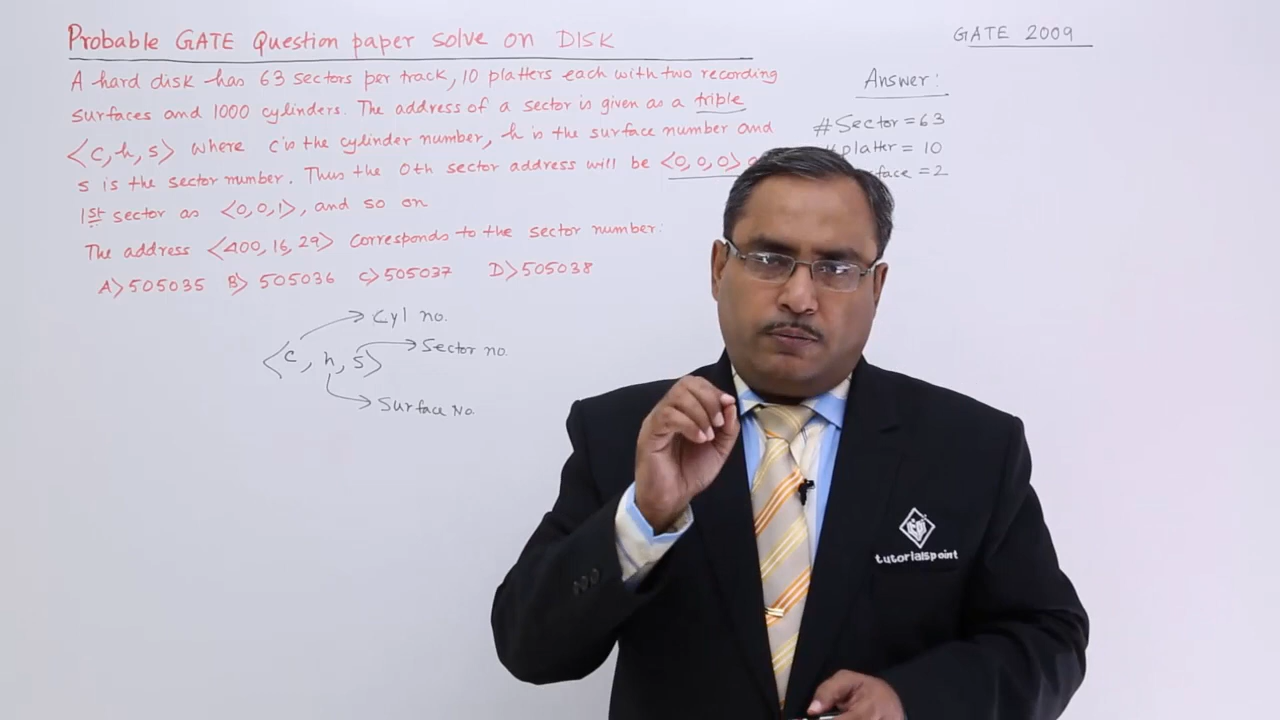 Probable GATE Question paper solve on DISK
GATE 2009
A hard disk has 63 sectors per track, 10 platters each with two recording
surfaces and 1000 cylinders. The address of a sector is given as a triple
<C, h, s> where c is the cylinder number, h is the surface number and
s is the sector number. Thus the 0th sector address will be <0, 0, 0>
1st sector as <0, 0, 1>, and so on
The address <400, 16, 29> corresponds to the sector number:
A> 505035 B> 505036 C> 505037 D> 505038
Answer:
#Sector = 63
platter = 10
face = 2
Cyl no.
<c, h, s>
Sector no.
Surface No.
tutorialspoint